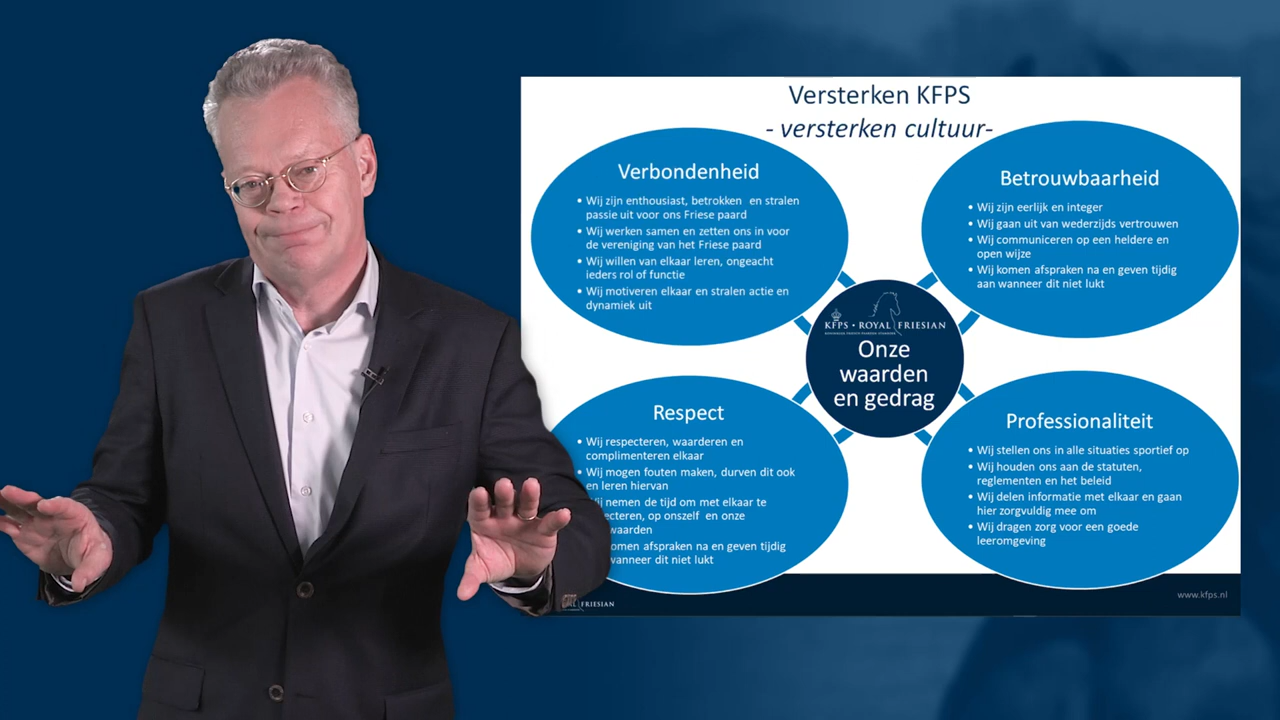 Versterken KFPS
- versterken cultuur-
Verbondenheid
• Wij zijn enthousiast, betrokken en stralen
passie uit voor ons Friese paard
• Wij werken samen en zetten ons in voor
de vereniging van het Friese paard
• Wij willen van elkaar leren, ongeacht
ieders rol of functie
• Wij motiveren elkaar en stralen actie en
dynamiek uit
Betrouwbaarheid
• Wij zijn eerlijk en integer
• Wij gaan uit van wederzijds vertrouwen
• Wij communiceren op een heldere en
open wijze
• Wij komen afspraken na en geven tijdig
aan wanneer dit niet lukt
KFPS • ROYAL FRIESIAN
Onze
waarden
en gedrag
Respect
• Wij respecteren, waarderen en
complimenteren elkaar
• Wij mogen fouten maken, durven dit ook
en leren hiervan
nemen de tijd om met elkaar te
ecteren, op onszelf en onze
waarden
omen afspraken na en geven tijdig
wanneer dit niet lukt
Professionaliteit
• Wij stellen ons in alle situaties sportief op
• Wij houden ons aan de statuten,
reglementen en het beleid
• Wij delen informatie met elkaar en gaan
hier zorgvuldig mee om
• Wij dragen zorg voor een goede
leeromgeving
FRIESIAN
www.kfps.nl